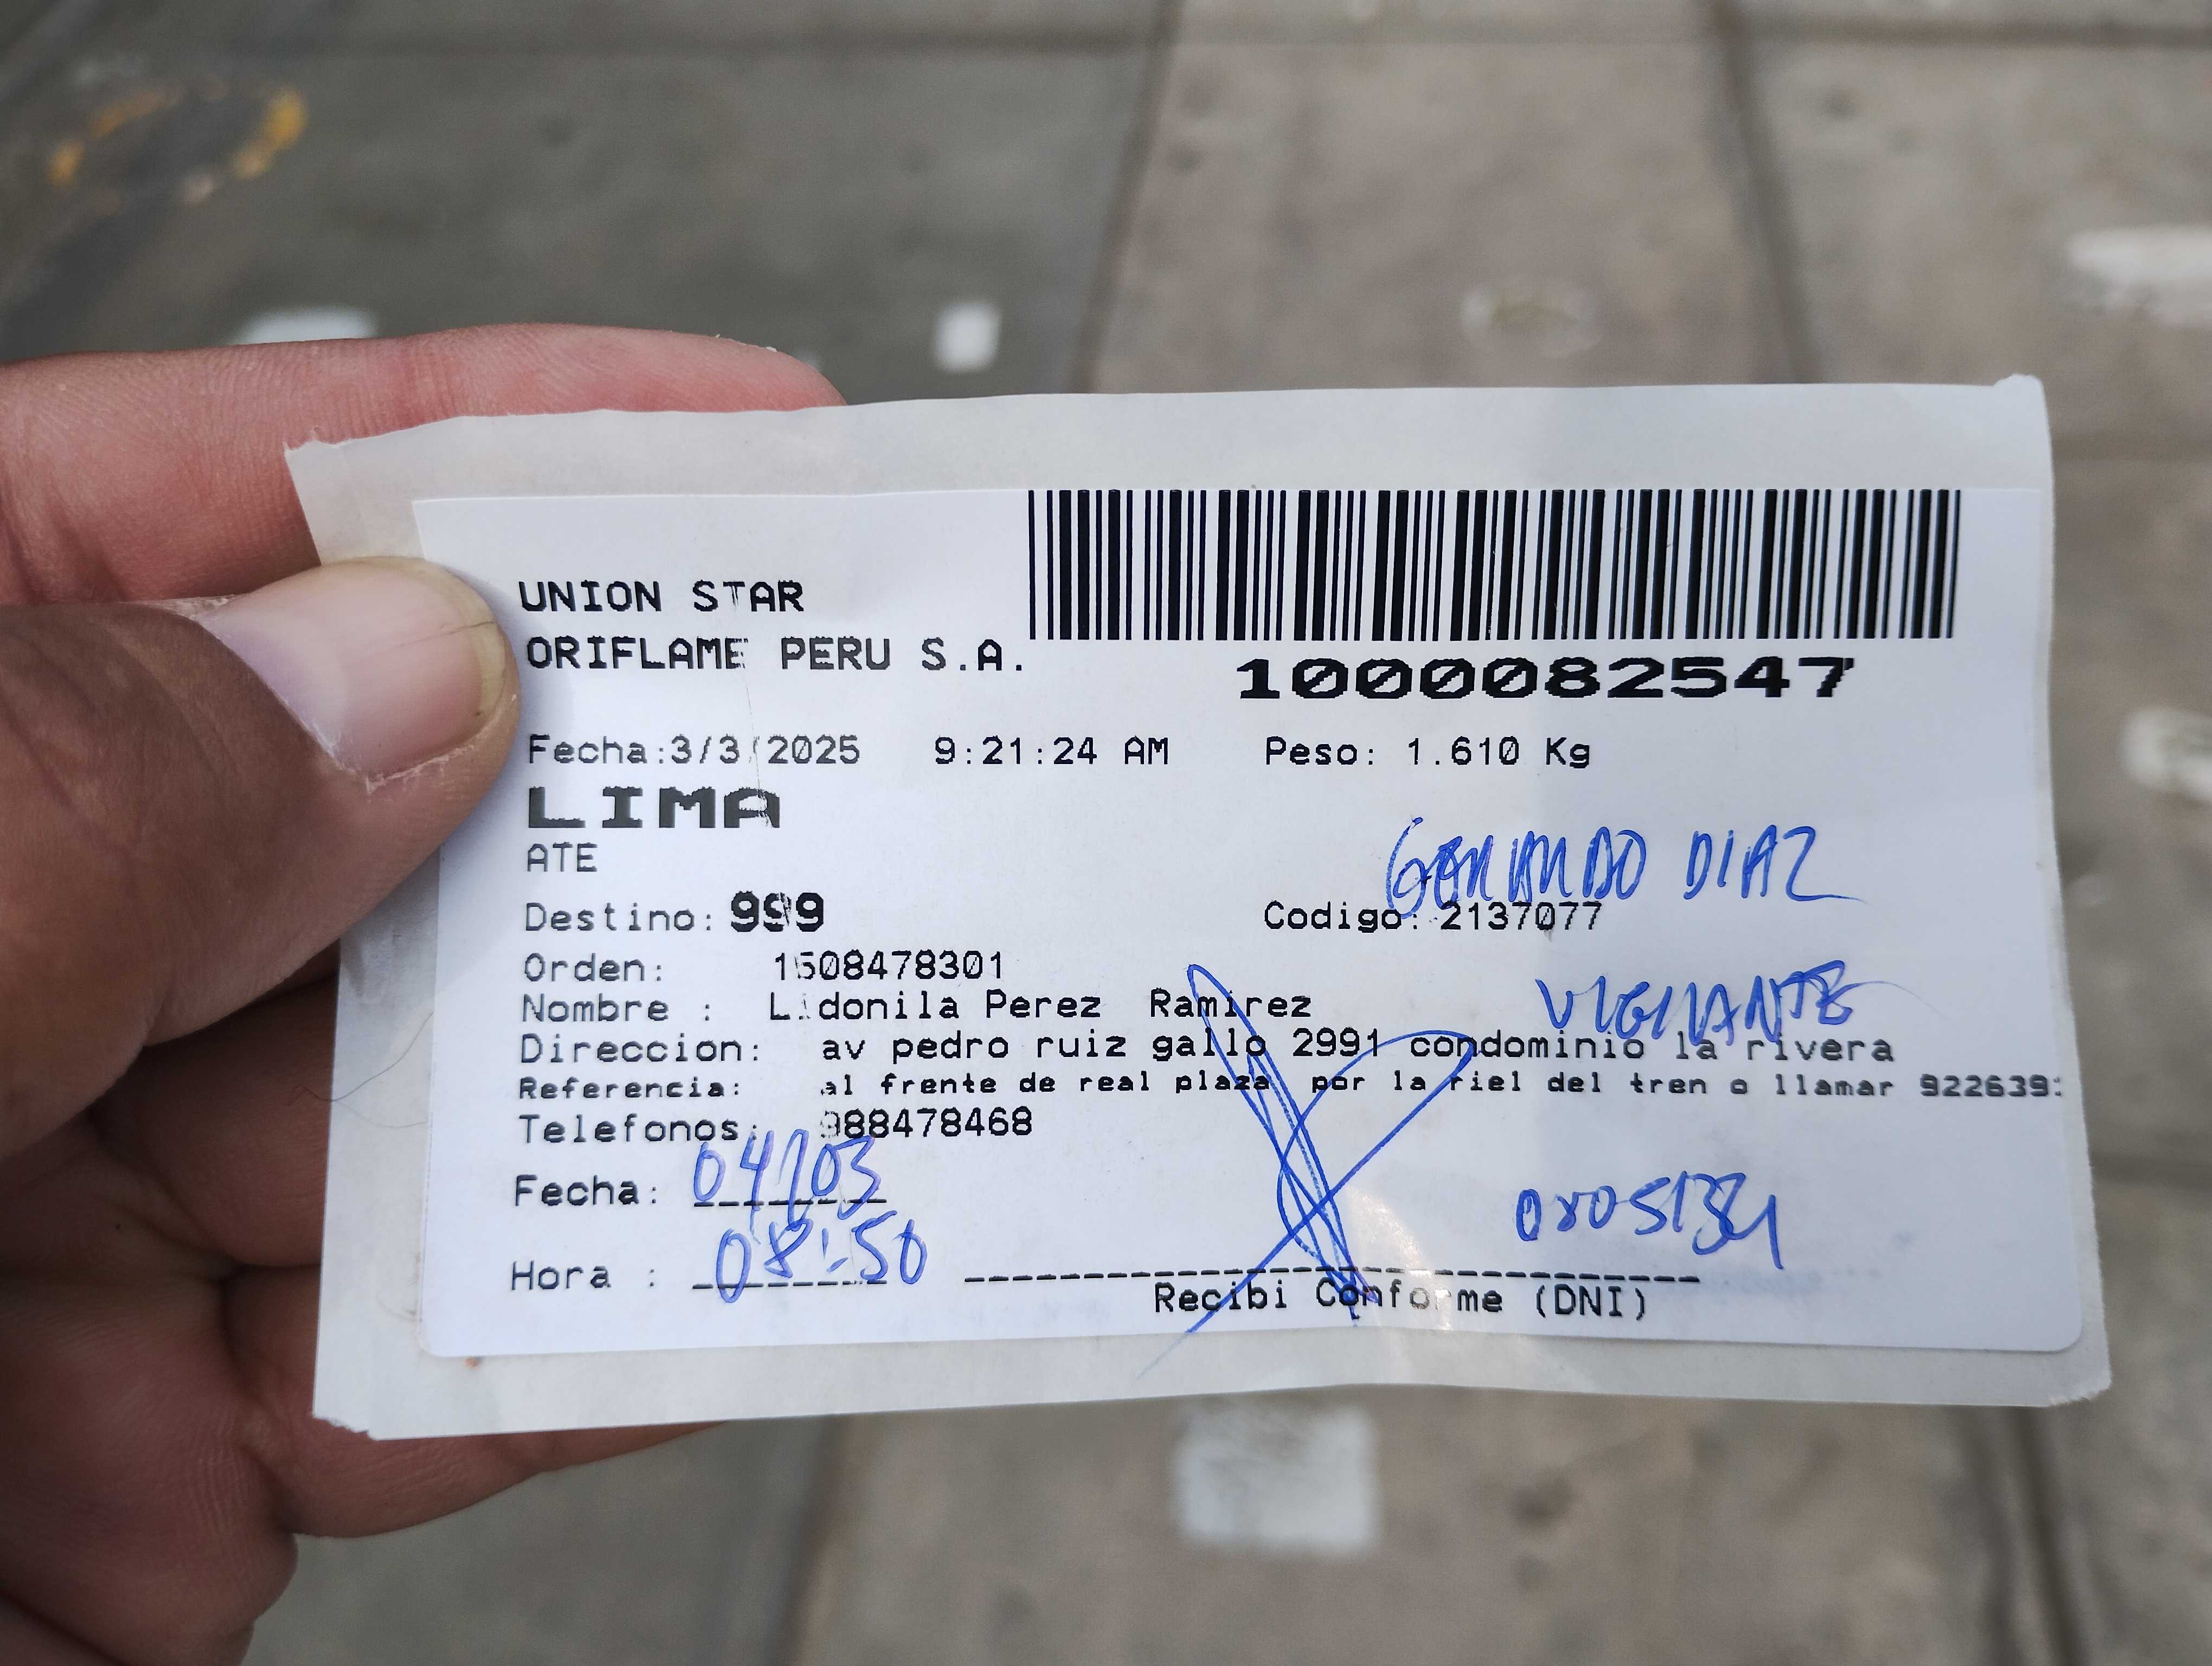 UNION STAR
ORIFLAME PERU S.A.
1000082547
Fecha:3/3/2025 9:21:24 AM Peso: 1.610 Kg
LIMA
ATE
GERARDO DIAZ
Destino: 999 Codigo: 2137077
Orden: 1508478301
VIGILANTE
Nombre : Lidonila Perez Ramirez
Direccion: av pedro ruiz gallo 2991 condominio la rivera
Referencia: al frente de real plaza por la riel del tren o llamar 922639
Telefonos: 988478468
Fecha: 04/03
Hora : 08:50
Recibi Conforme (DNI)